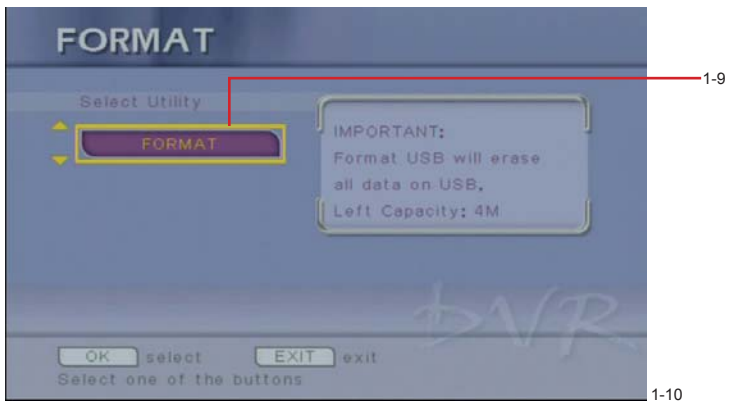 FORMAT
1-9
Select Utility
FORMAT
IMPORTANT:
Format USB will erase
all data on USB.
Left Capacity: 4M
DVR
OK select EXIT exit
Select one of the buttons
1-10